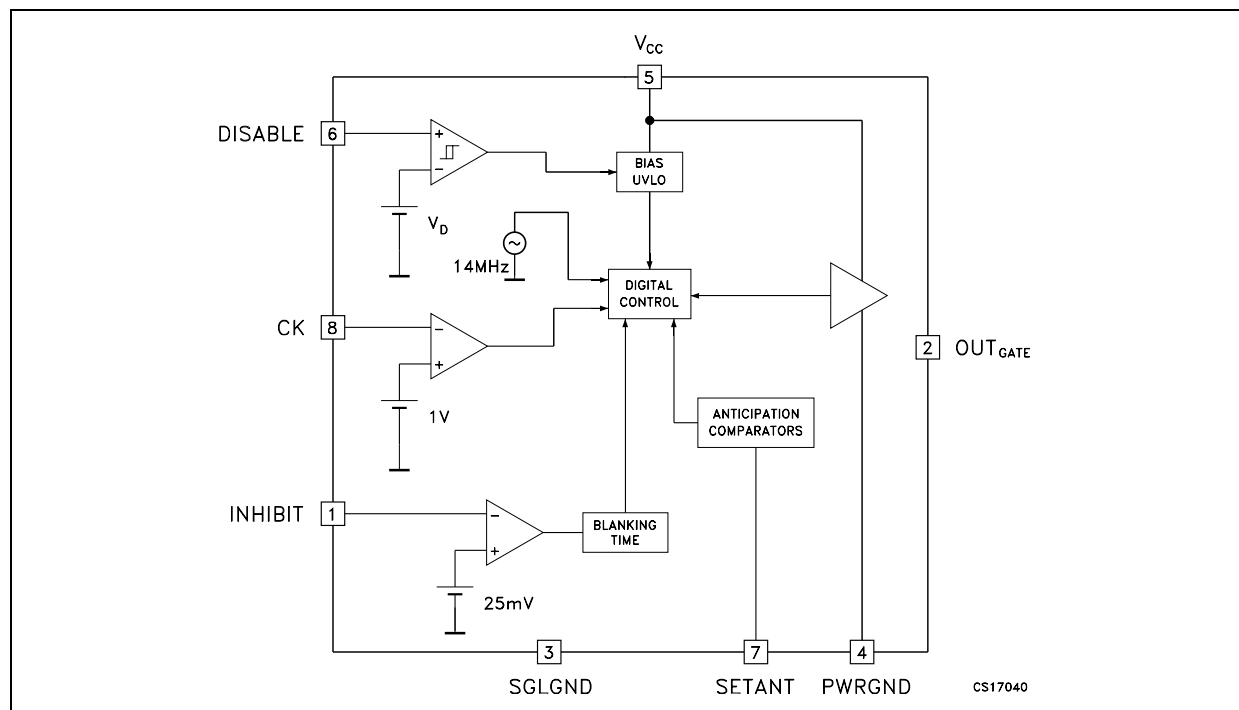 VCC
5
DISABLE 6
+
−
BIAS
UVLO
VD
14MHz
DIGITAL
CONTROL
CK 8
−
+
1V
2 OUTGATE
ANTICIPATION
COMPARATORS
INHIBIT 1
−
+
BLANKING
TIME
25mV
3 7 4
SGLGND SETANT PWRGND
CS17040